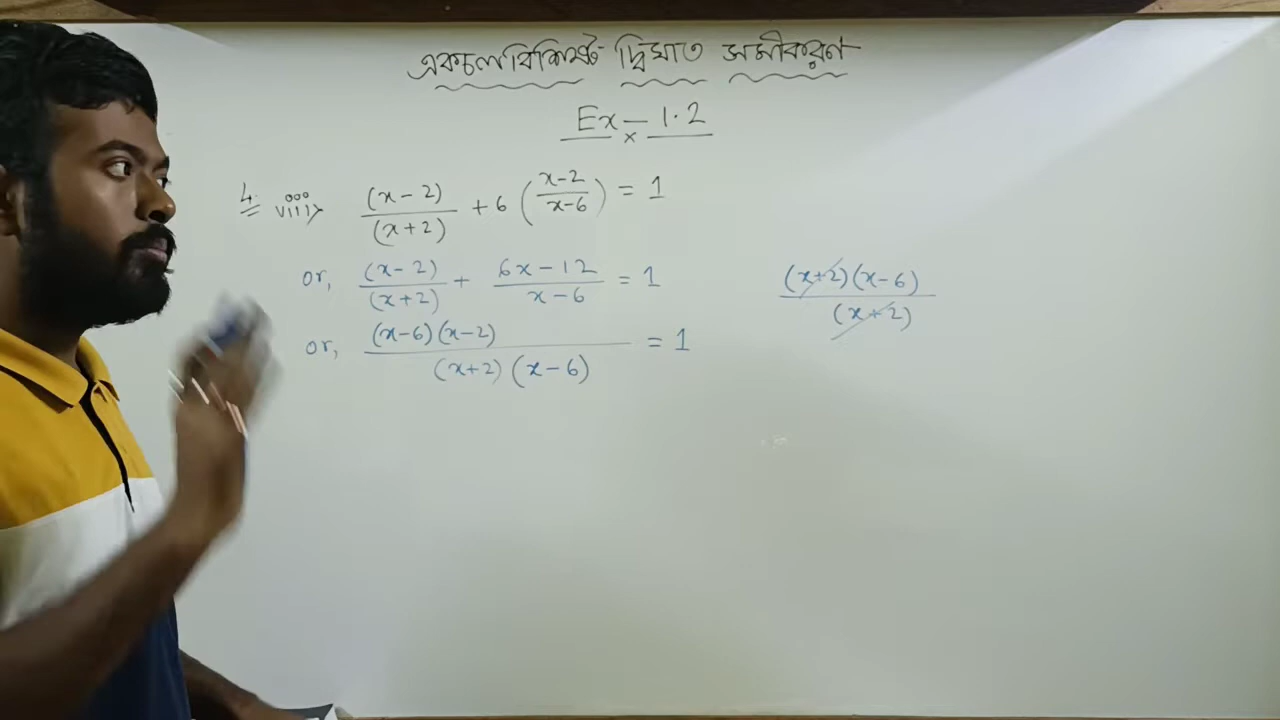 একচলবিশিষ্ট দ্বিঘাত সমীকরণ
Ex — 1.2
4. viii> (x-2)/(x+2) + 6 ((x-2)/(x-6)) = 1
or, (x-2)/(x+2) + (6x-12)/(x-6) = 1
(x+2)(x-6)/(x+2)
or, (x-6)(x-2)/(x+2)(x-6) = 1